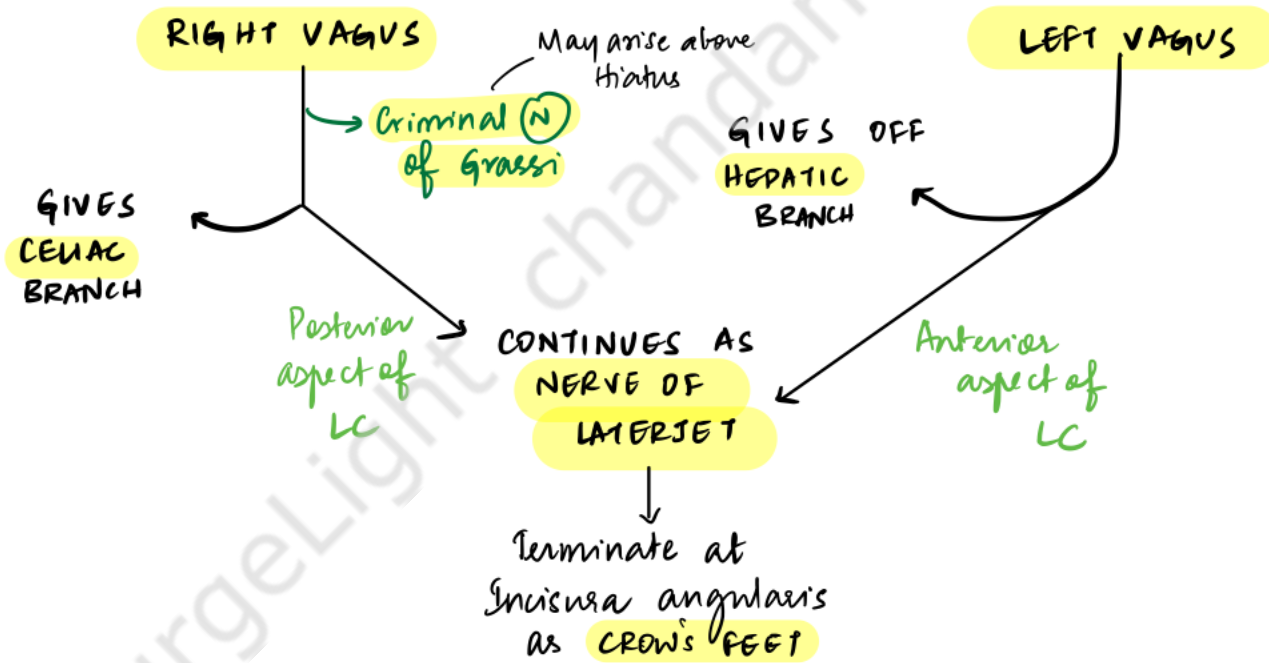 RIGHT VAGUS
May arise above
Hiatus
Criminal N
of Grassi
LEFT VAGUS
GIVES OFF
HEPATIC
BRANCH
GIVES
CELIAC
BRANCH
Posterior
aspect of
LC
CONTINUES AS
NERVE OF
LATERJET
Anterior
aspect of
LC
Terminate at
Incisura angularis
as CROW'S FEET
SurgeLight chandan